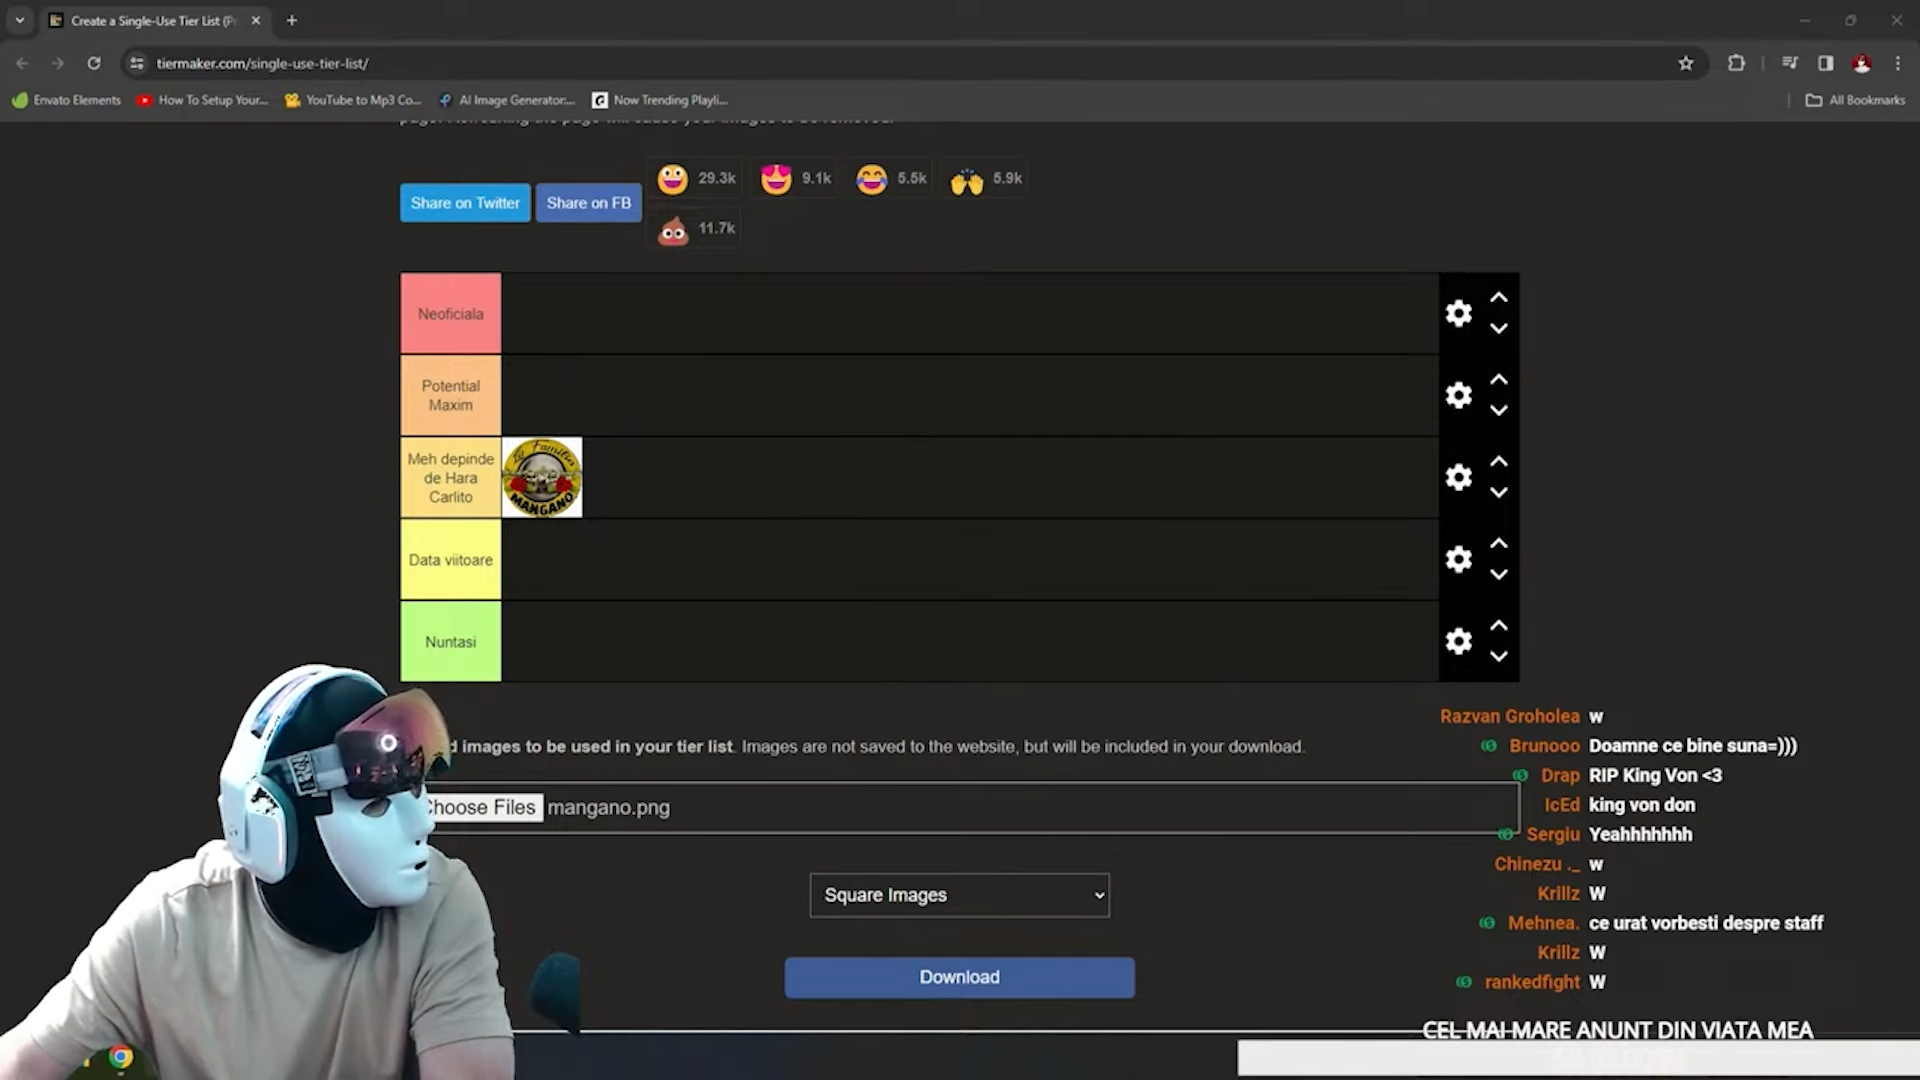 Create a Single-Use Tier List (P
tiermaker.com/single-use-tier-list/
Envato Elements
How To Setup Your...
YouTube to Mp3 Co...
AI Image Generator:...
Now Trending Playli...
All Bookmarks
Share on Twitter
Share on FB
29.3k
9.1k
5.5k
5.9k
11.7k
Neoficiala
Potential
Maxim
Meh depinde
de Hara
Carlito
La Familia
MANGANO
Data viitoare
Nuntasi
d images to be used in your tier list. Images are not saved to the website, but will be included in your download.
Choose Files mangano.png
Square Images
Download
Razvan Groholea w
Brunooo Doamne ce bine suna=)))
Drap RIP King Von <3
IcEd king von don
Sergiu Yeahhhhhhh
Chinezu ._ w
Krillz W
Mehnea. ce urat vorbesti despre staff
Krillz W
rankedfight W
CEL MAI MARE ANUNT DIN VIATA MEA